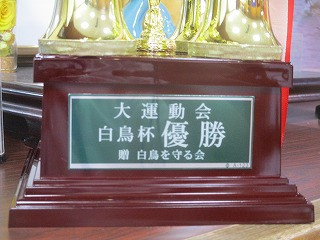 大運動会
白鳥杯 優勝
贈 白鳥を守る会